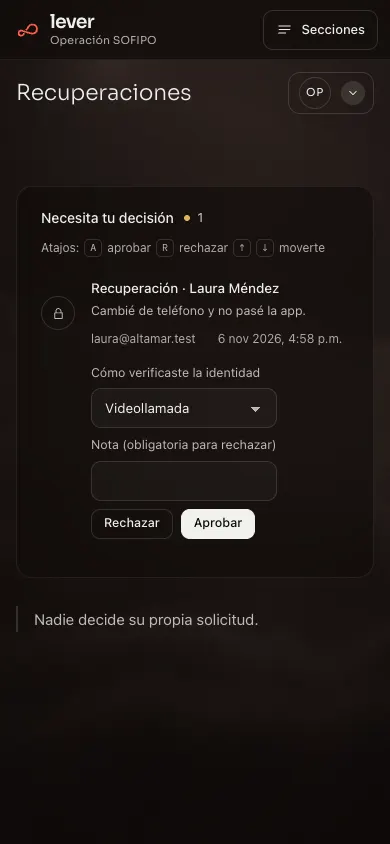 lever
Operación SOFIPO
Secciones
Recuperaciones
OP
Necesita tu decisión
1
Atajos: A aprobar R rechazar ↑ ↓ moverte
Recuperación · Laura Méndez
Cambié de teléfono y no pasé la app.
laura@altamar.test 6 nov 2026, 4:58 p.m.
Cómo verificaste la identidad
Videollamada
Nota (obligatoria para rechazar)
Rechazar Aprobar
Nadie decide su propia solicitud.